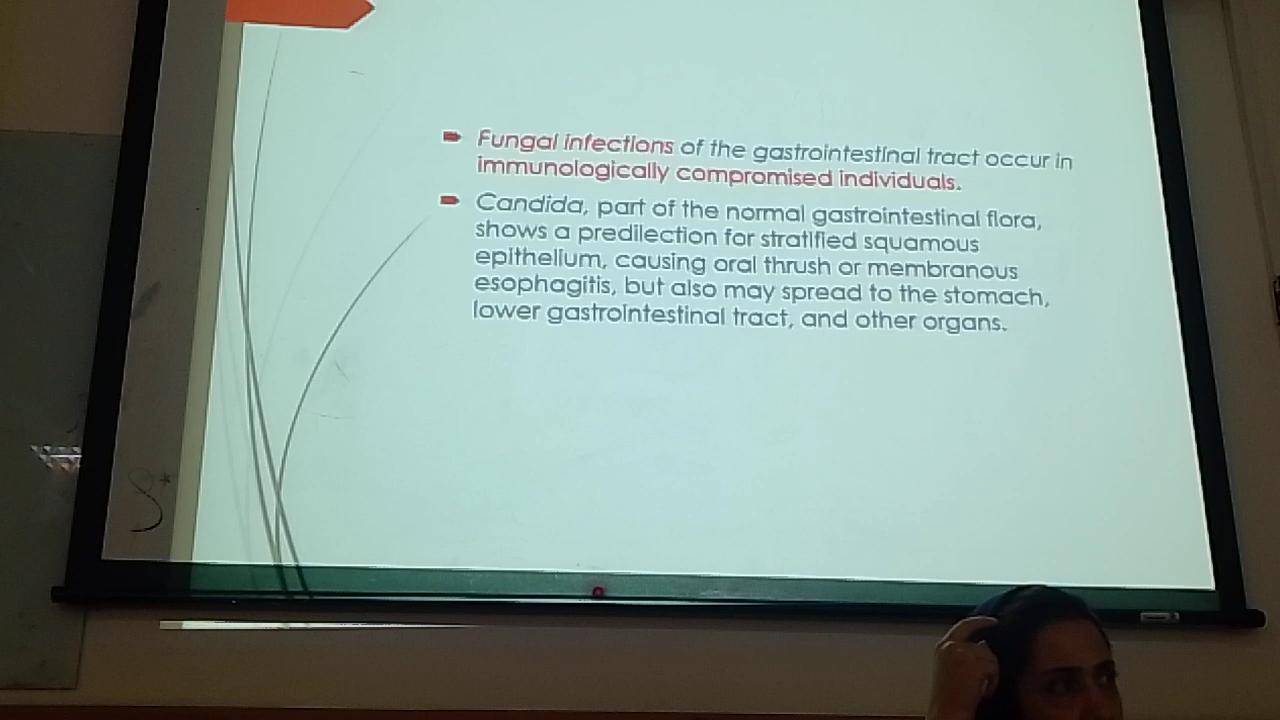 Fungal infections of the gastrointestinal tract occur in
immunologically compromised individuals.
Candida, part of the normal gastrointestinal flora,
shows a predilection for stratified squamous
epithelium, causing oral thrush or membranous
esophagitis, but also may spread to the stomach,
lower gastrointestinal tract, and other organs.